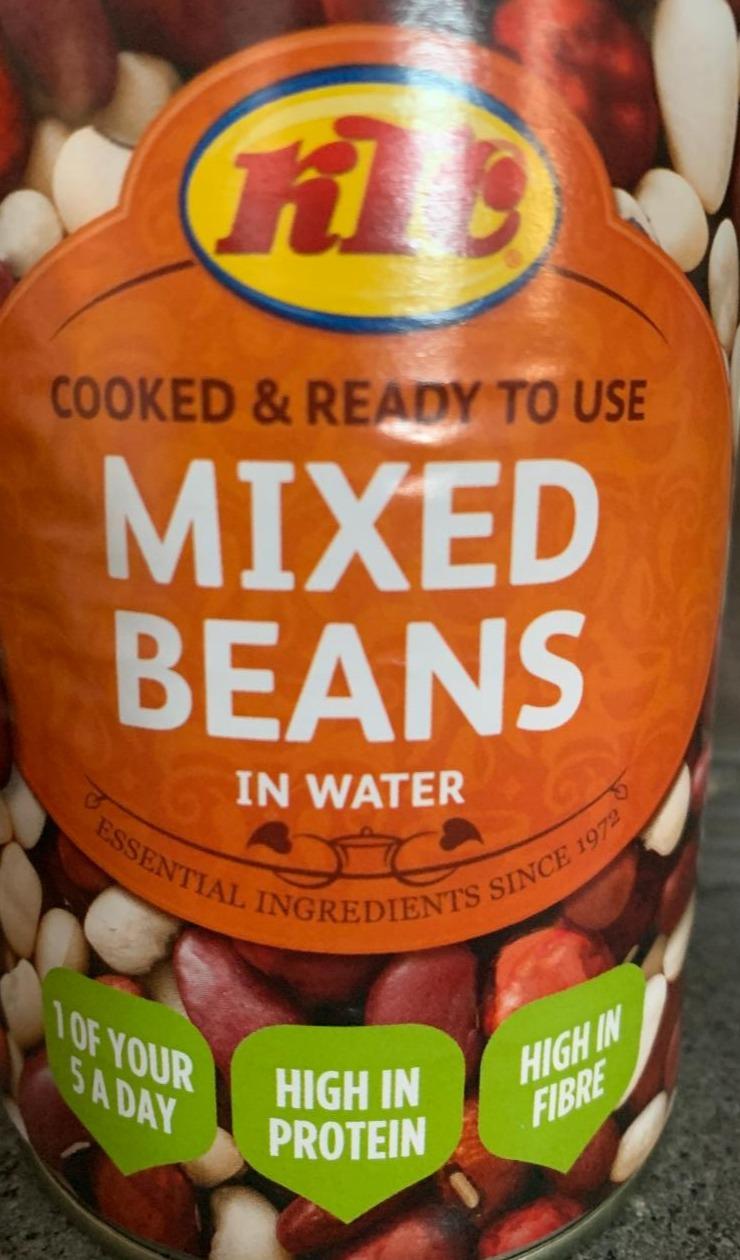 KTC
COOKED & READY TO USE
MIXED
BEANS
IN WATER
ESSENTIAL INGREDIENTS SINCE 1972
1 OF YOUR
5 A DAY
HIGH IN
PROTEIN
HIGH IN
FIBRE